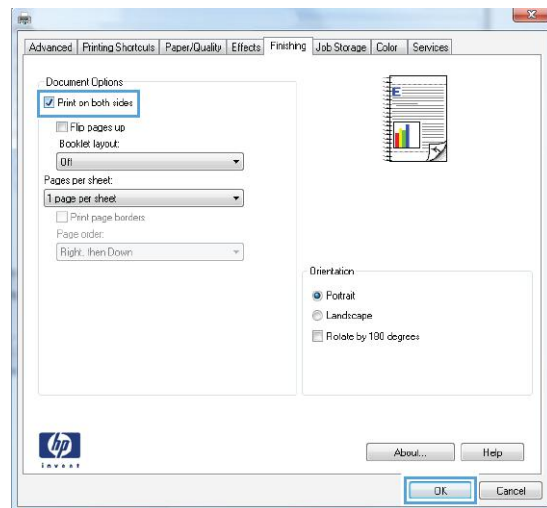 Advanced Printing Shortcuts Paper/Quality Effects Finishing Job Storage Color Services
Document Options
Print on both sides
Flip pages up
Booklet layout:
Off
Pages per sheet:
1 page per sheet
Print page borders
Page order:
Right, then Down
E
Orientation
Portrait
Landscape
Rotate by 180 degrees
hp
invent
About... Help
OK Cancel